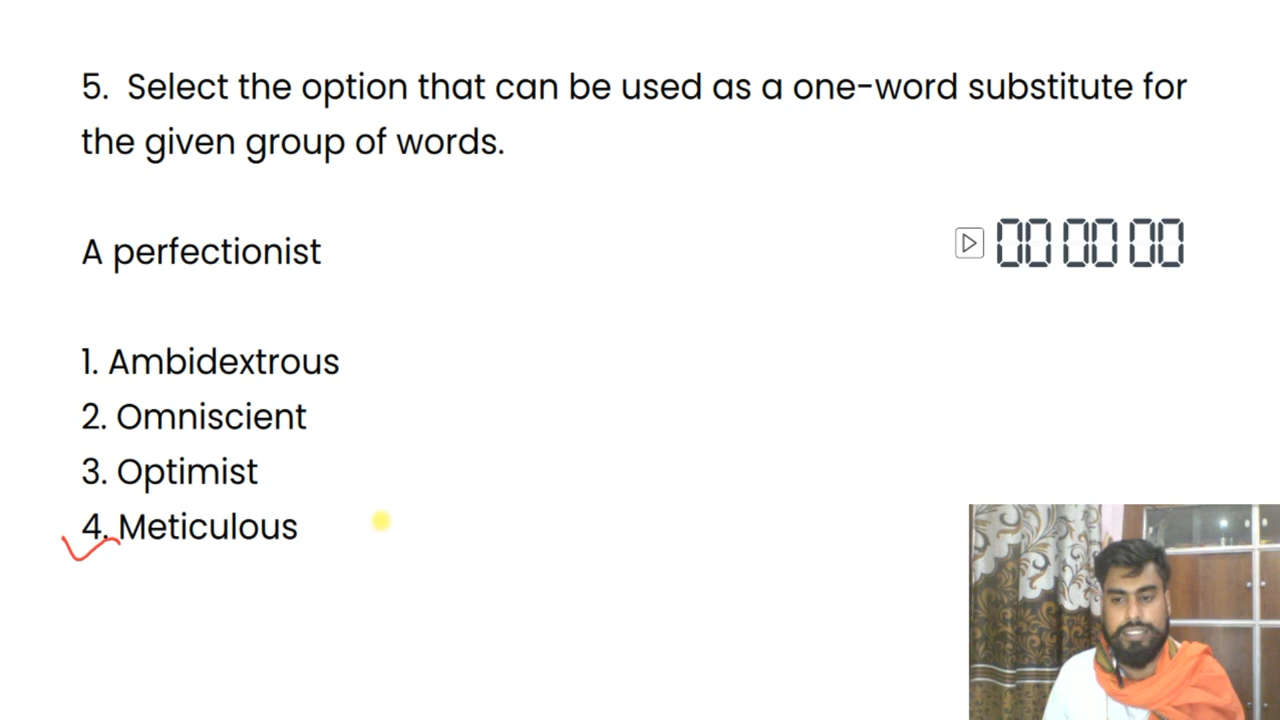 5. Select the option that can be used as a one-word substitute for
the given group of words.
A perfectionist
00 00 00
1. Ambidextrous
2. Omniscient
3. Optimist
4. Meticulous